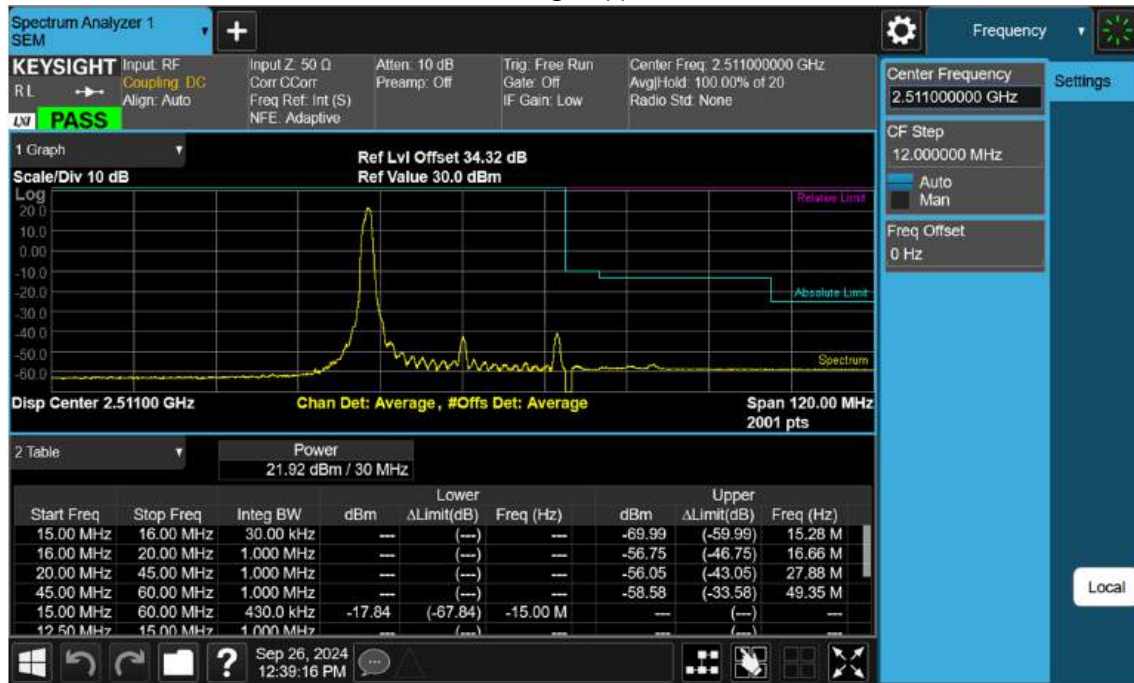 Spectrum Analyzer 1
SEM
Frequency
KEYSIGHT
Input: RF
Coupling: DC
Align: Auto
Input Z: 50 Ω
Corr CCorr
Freq Ref: Int (S)
NFE: Adaptive
Atten: 10 dB
Preamp: Off
Trig: Free Run
Gate: Off
IF Gain: Low
Center Freq: 2.511000000 GHz
Avg|Hold: 100.00% of 20
Radio Std: None
R L
LXI PASS
Center Frequency
2.511000000 GHz
Settings
CF Step
12.000000 MHz
Auto
Man
Freq Offset
0 Hz
1 Graph
Scale/Div 10 dB
Ref Lvl Offset 34.32 dB
Ref Value 30.0 dBm
Log
20.0
10.0
0.00
-10.0
-20.0
-30.0
-40.0
-50.0
-60.0
Relative Limit
Absolute Limit
Spectrum
Disp Center 2.51100 GHz
Chan Det: Average, #Offs Det: Average
Span 120.00 MHz
2001 pts
2 Table
Power
21.92 dBm / 30 MHz
Lower Upper
Start Freq Stop Freq Integ BW dBm ΔLimit(dB) Freq (Hz) dBm ΔLimit(dB) Freq (Hz)
15.00 MHz 16.00 MHz 30.00 kHz --- (---) --- -69.99 (-59.99) 15.28 M
16.00 MHz 20.00 MHz 1.000 MHz --- (---) --- -56.75 (-46.75) 16.66 M
20.00 MHz 45.00 MHz 1.000 MHz --- (---) --- -56.05 (-43.05) 27.88 M
45.00 MHz 60.00 MHz 1.000 MHz --- (---) --- -58.58 (-33.58) 49.35 M
15.00 MHz 60.00 MHz 430.0 kHz -17.84 (-67.84) -15.00 M --- (---) ---
12.50 MHz 15.00 MHz 1.000 MHz --- (---) --- --- (---) ---
Local
?
Sep 26, 2024
12:39:16 PM